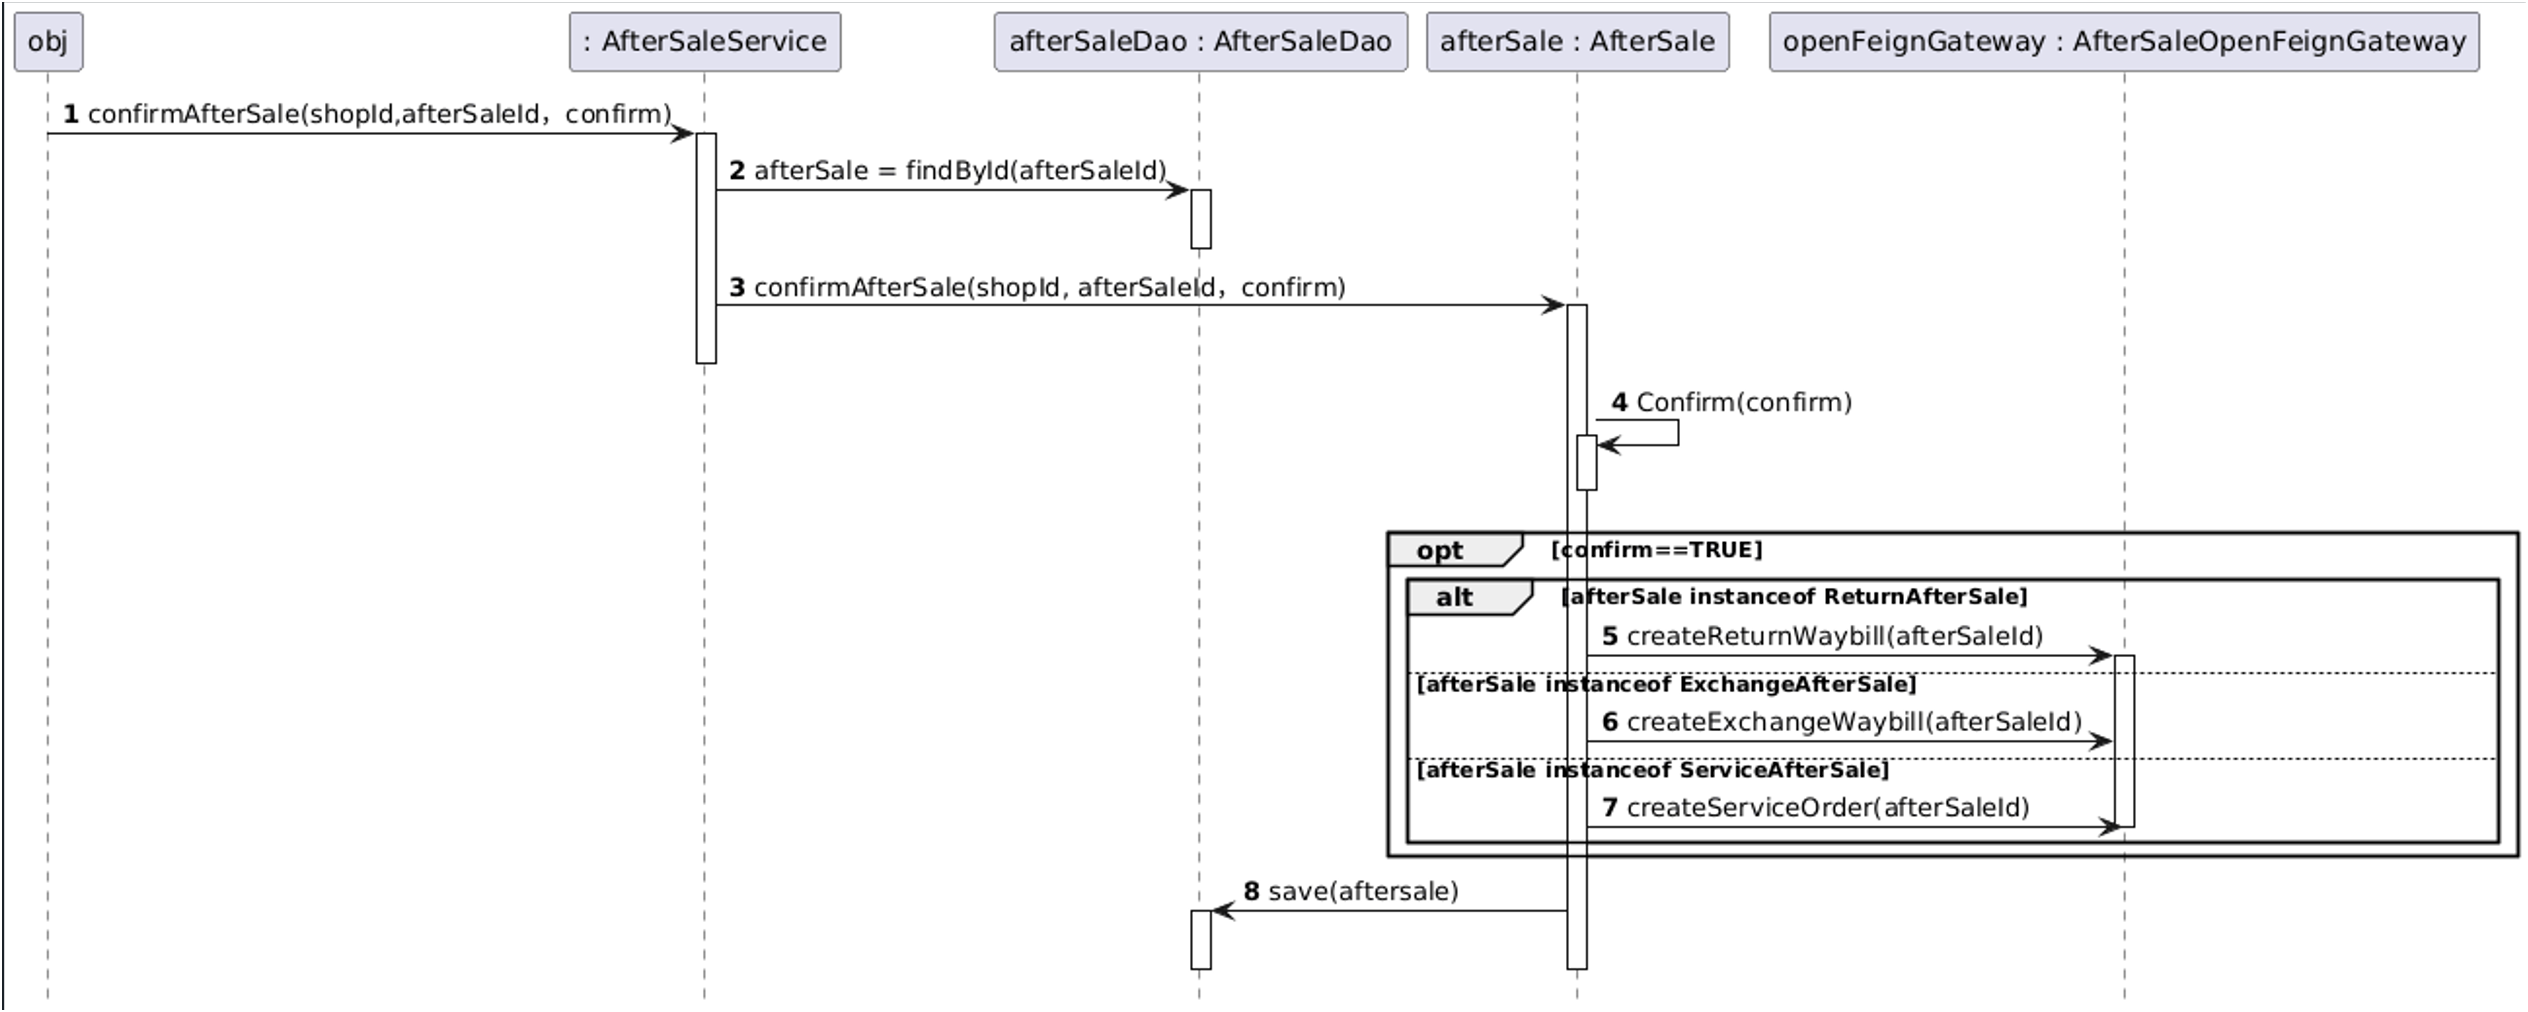 obj
: AfterSaleService
afterSaleDao : AfterSaleDao
afterSale : AfterSale
openFeignGateway : AfterSaleOpenFeignGateway
1 confirmAfterSale(shopId,afterSaleId，confirm)
2 afterSale = findById(afterSaleId)
3 confirmAfterSale(shopId, afterSaleId，confirm)
4 Confirm(confirm)
opt [confirm==TRUE]
alt [afterSale instanceof ReturnAfterSale]
5 createReturnWaybill(afterSaleId)
[afterSale instanceof ExchangeAfterSale]
6 createExchangeWaybill(afterSaleId)
[afterSale instanceof ServiceAfterSale]
7 createServiceOrder(afterSaleId)
8 save(aftersale)